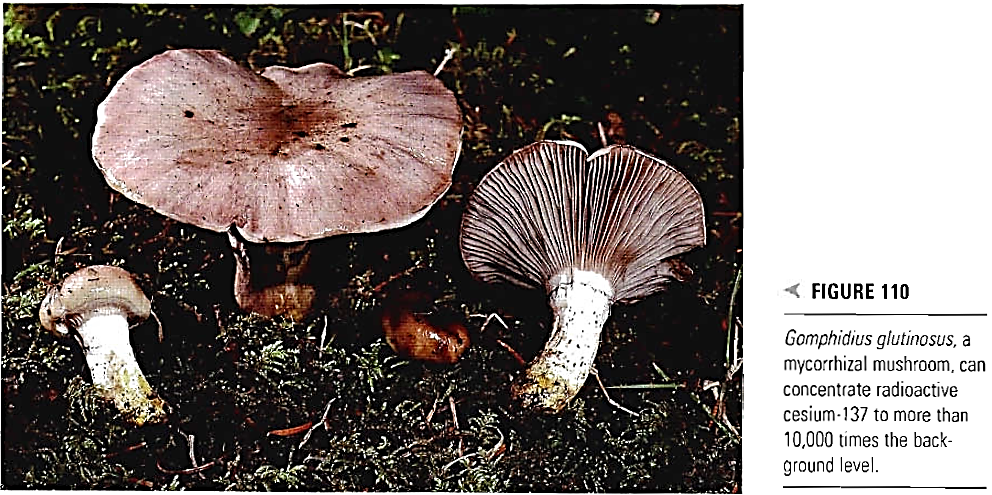 FIGURE 110
Gomphidius glutinosus, a
mycorrhizal mushroom, can
concentrate radioactive
cesium-137 to more than
10,000 times the back-
ground level.